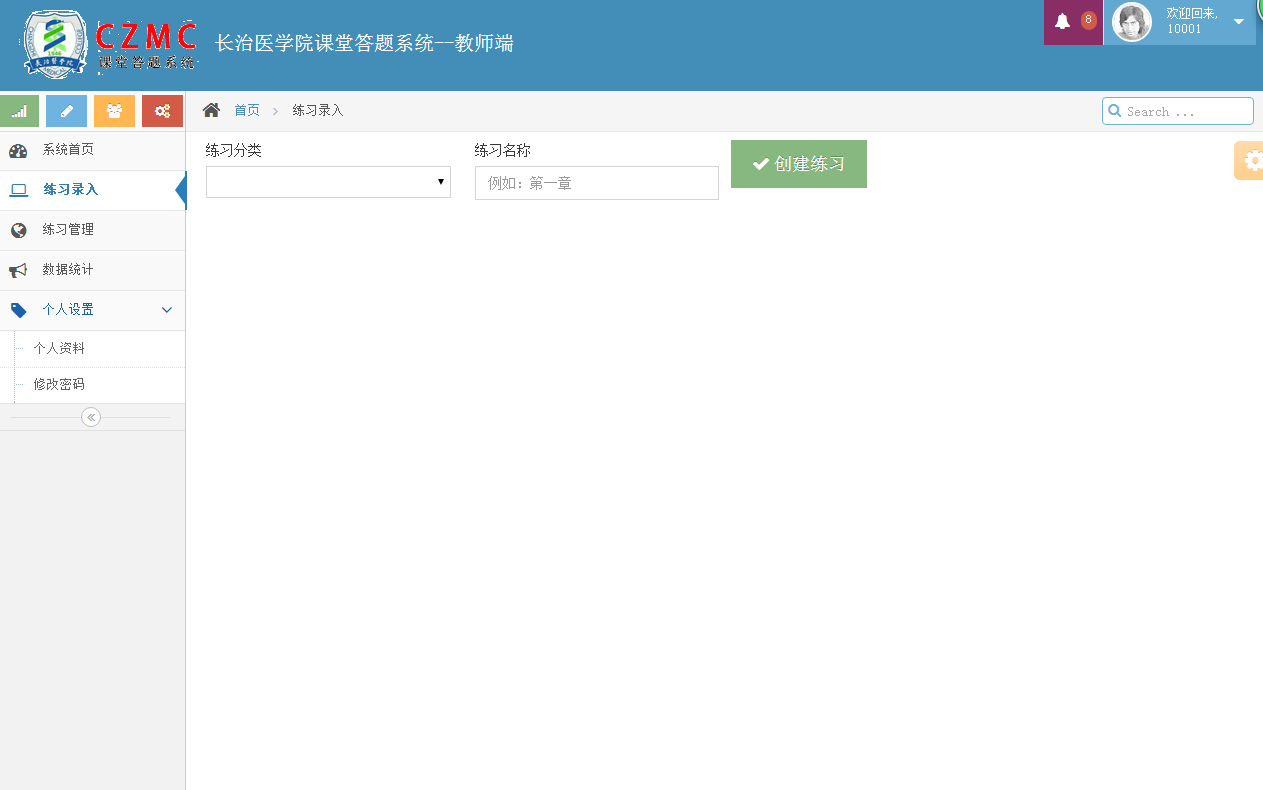 CZMC
课堂答题系统
长治医学院课堂答题系统--教师端
8
欢迎回来,
10001
首页
练习录入
Search ...
系统首页
练习录入
练习管理
数据统计
个人设置
个人资料
修改密码
练习分类
练习名称
例如：第一章
创建练习